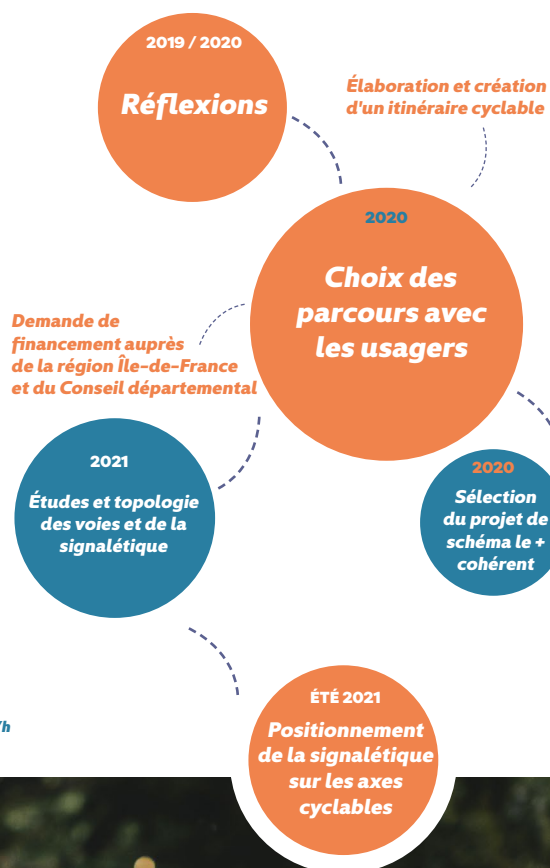 2019 / 2020
Réflexions
Élaboration et création
d'un itinéraire cyclable
2020
Choix des
parcours avec
les usagers
Demande de
financement auprès
de la région Île-de-France
et du Conseil départemental
2021
Études et topologie
des voies et de la
signalétique
2020
Sélection
du projet de
schéma le +
cohérent
ÉTÉ 2021
Positionnement
de la signalétique
sur les axes
cyclables